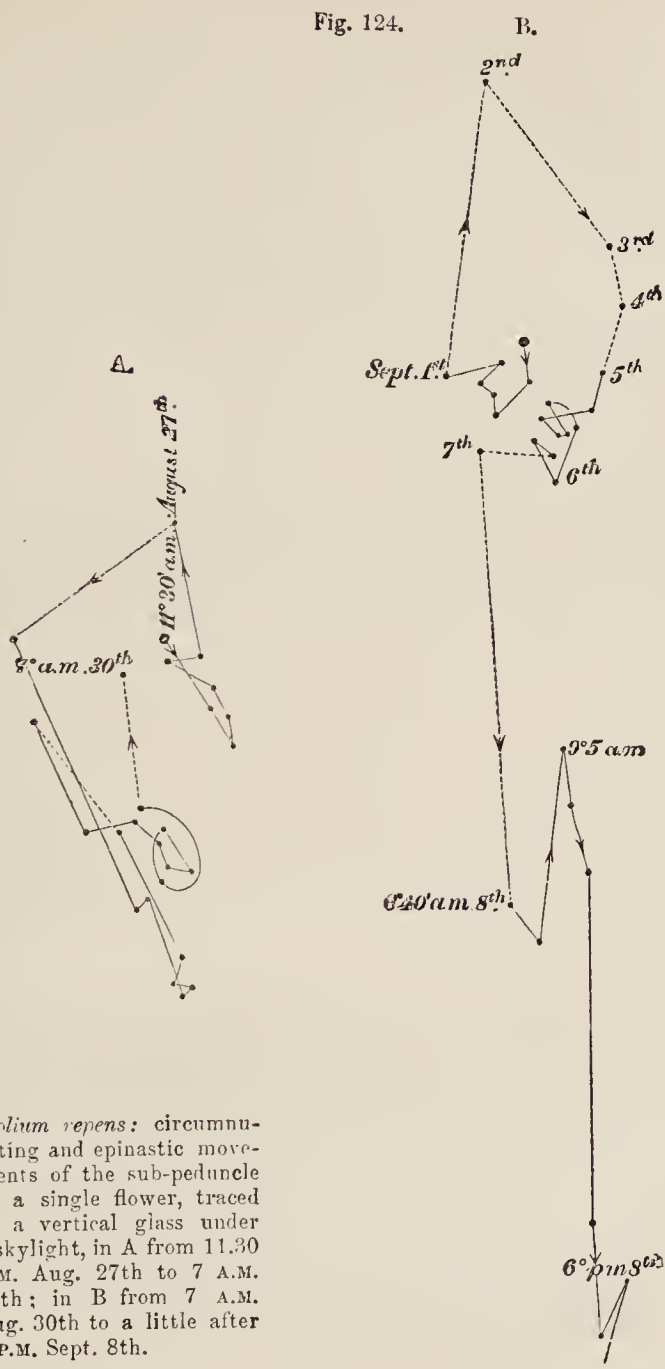 Fig. 124. B.
2nd
3rd
4th
Sept. 1st
5th
7th
6th
A.
11°30' a.m. August 27th
7° a.m. 30th
9°5 a.m
6°40' a.m. 8th
6° p.m 8th
olium repens: circumnu-
ting and epinastic move-
ents of the sub-peduncle
a single flower, traced
a vertical glass under
skylight, in A from 11.30
M. Aug. 27th to 7 A.M.
th; in B from 7 A.M.
ug. 30th to a little after
P.M. Sept. 8th.